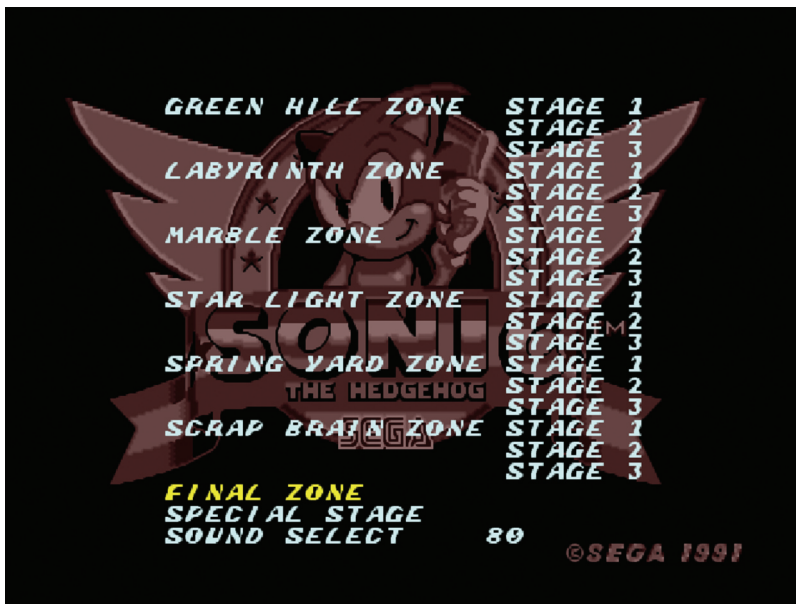 GREEN HILL ZONE STAGE 1
STAGE 2
STAGE 3
LABYRINTH ZONE STAGE 1
STAGE 2
STAGE 3
MARBLE ZONE STAGE 1
STAGE 2
STAGE 3
STAR LIGHT ZONE STAGE 1
STAGE 2
STAGE 3
SPRING YARD ZONE STAGE 1
STAGE 2
STAGE 3
SCRAP BRAIN ZONE STAGE 1
STAGE 2
STAGE 3
FINAL ZONE
SPECIAL STAGE
SOUND SELECT 80
SONIC TM
THE HEDGEHOG
SEGA
©SEGA 1991